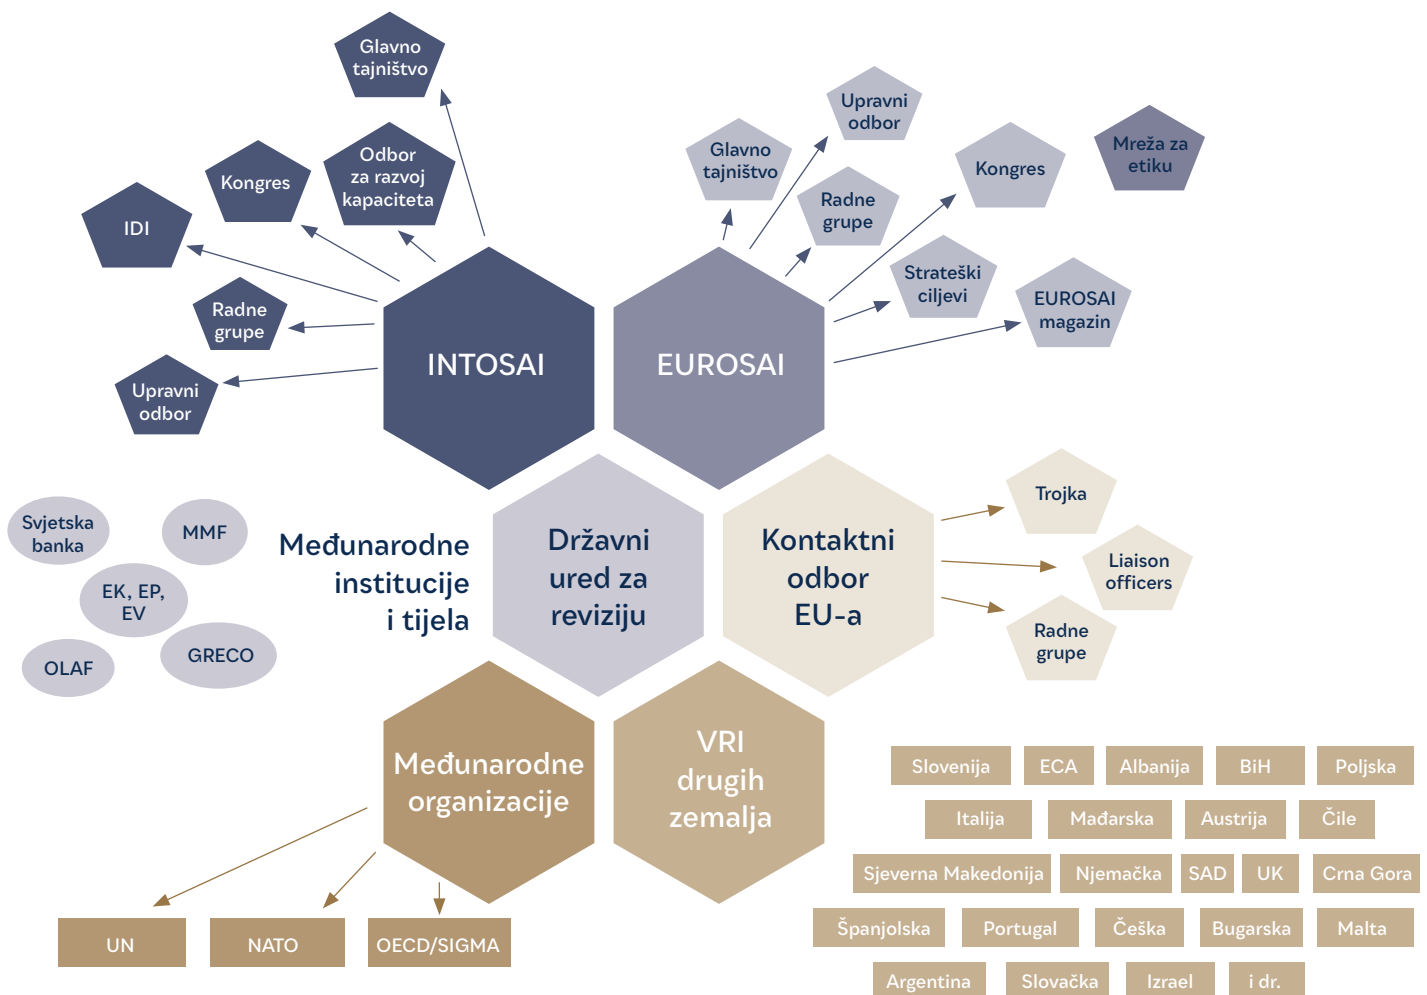 Glavno
tajništvo
Odbor
za razvoj
kapaciteta
Kongres
IDI
Radne
grupe
Upravni
odbor
INTOSAI
Glavno
tajništvo
Upravni
odbor
Radne
grupe
Kongres
Mreža za
etiku
Strateški
ciljevi
EUROSAI
magazin
EUROSAI
Svjetska
banka
MMF
EK, EP,
EV
OLAF
GRECO
Međunarodne
institucije
i tijela
Državni
ured za
reviziju
Kontaktni
odbor
EU-a
Trojka
Liaison
officers
Radne
grupe
Međunarodne
organizacije
VRI
drugih
zemalja
UN
NATO
OECD/SIGMA
Slovenija
ECA
Albanija
BiH
Poljska
Italija
Mađarska
Austrija
Čile
Sjeverna Makedonija
Njemačka
SAD
UK
Crna Gora
Španjolska
Portugal
Češka
Bugarska
Malta
Argentina
Slovačka
Izrael
i dr.